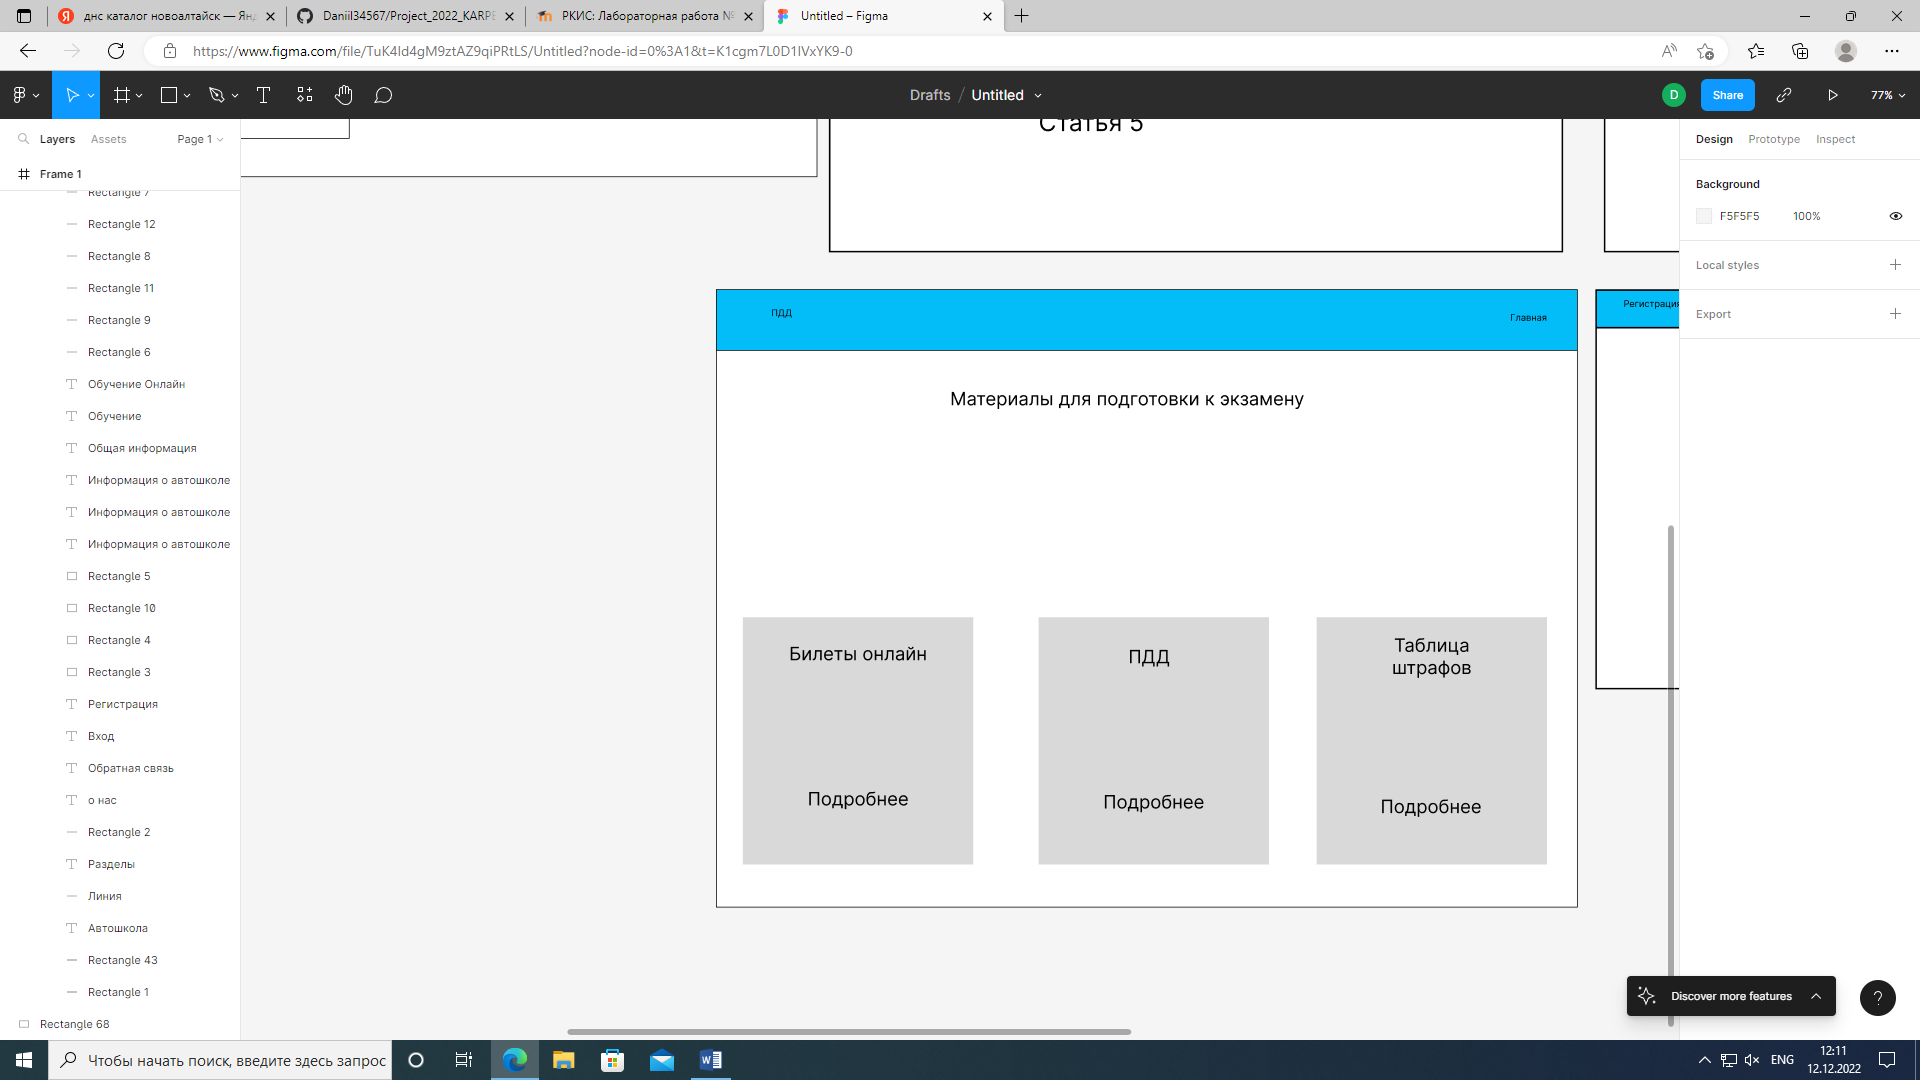 днс каталог новоалтайск — Янд
Daniil34567/Project_2022_KARPE
РКИС: Лабораторная работа №
Untitled – Figma
https://www.figma.com/file/TuK4Id4gM9ztAZ9qiPRtLS/Untitled?node-id=0%3A1&t=K1cgm7L0D1IVxYK9-0
Drafts / Untitled
D
Share
77%
Layers
Assets
Page 1
Frame 1
Rectangle 7
Rectangle 12
Rectangle 8
Rectangle 11
Rectangle 9
Rectangle 6
Обучение Онлайн
Обучение
Общая информация
Информация о автошколе
Информация о автошколе
Информация о автошколе
Rectangle 5
Rectangle 10
Rectangle 4
Rectangle 3
Регистрация
Вход
Обратная связь
о нас
Rectangle 2
Разделы
Линия
Автошкола
Rectangle 43
Rectangle 1
Rectangle 68
Статья 5
ПДД
Главная
Материалы для подготовки к экзамену
Билеты онлайн
Подробнее
ПДД
Подробнее
Таблица
штрафов
Подробнее
Регистрация
Design
Prototype
Inspect
Background
F5F5F5
100%
Local styles
Export
Discover more features
?
Чтобы начать поиск, введите здесь запрос
ENG
12:11
12.12.2022